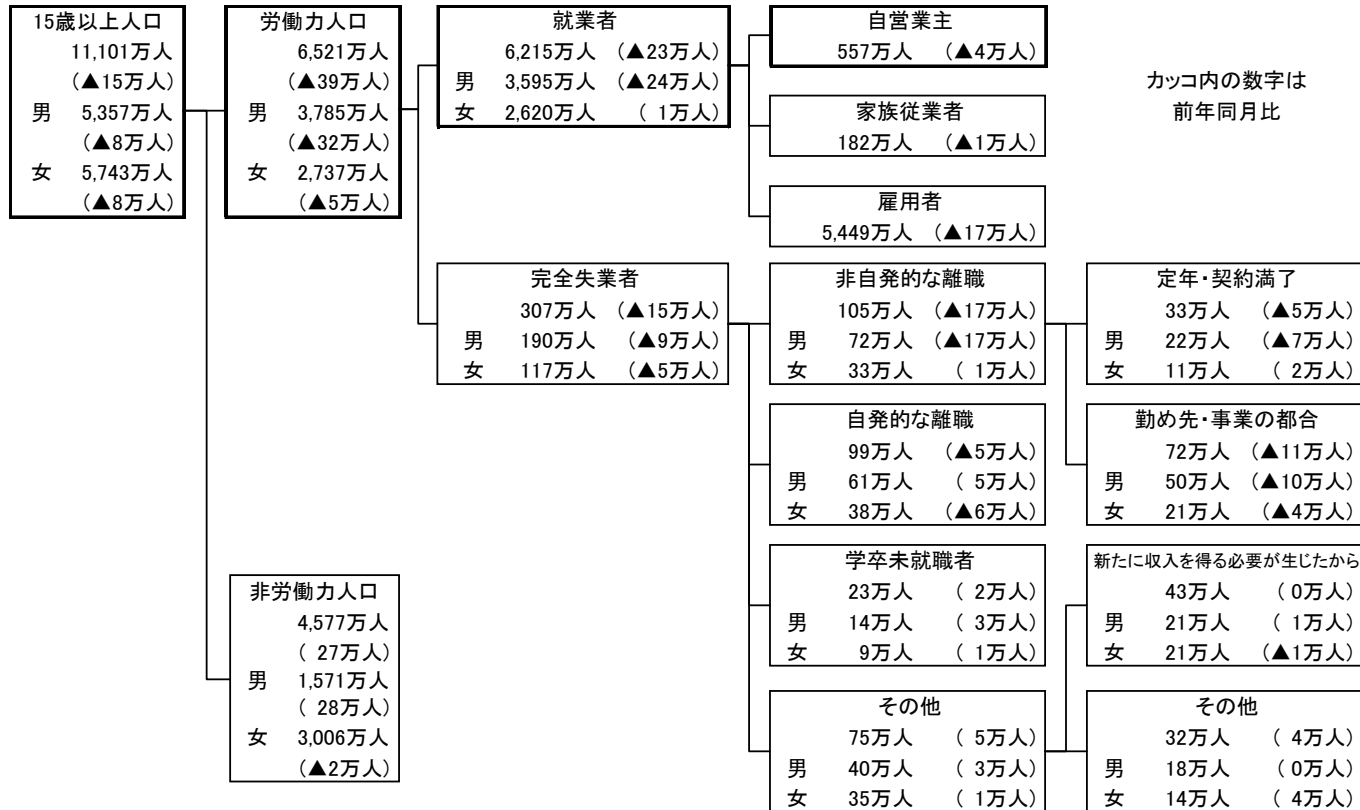 15歳以上人口
11,101万人
(▲15万人)
男 5,357万人
(▲8万人)
女 5,743万人
(▲8万人)
労働力人口
6,521万人
(▲39万人)
男 3,785万人
(▲32万人)
女 2,737万人
(▲5万人)
就業者
6,215万人 (▲23万人)
男 3,595万人 (▲24万人)
女 2,620万人 ( 1万人)
自営業主
557万人 (▲4万人)
家族従業者
182万人 (▲1万人)
雇用者
5,449万人 (▲17万人)
カッコ内の数字は
前年同月比
完全失業者
307万人 (▲15万人)
男 190万人 (▲9万人)
女 117万人 (▲5万人)
非自発的な離職
105万人 (▲17万人)
男 72万人 (▲17万人)
女 33万人 ( 1万人)
定年・契約満了
33万人 (▲5万人)
男 22万人 (▲7万人)
女 11万人 ( 2万人)
自発的な離職
99万人 (▲5万人)
男 61万人 ( 5万人)
女 38万人 (▲6万人)
勤め先・事業の都合
72万人 (▲11万人)
男 50万人 (▲10万人)
女 21万人 (▲4万人)
学卒未就職者
23万人 ( 2万人)
男 14万人 ( 3万人)
女 9万人 ( 1万人)
新たに収入を得る必要が生じたから
43万人 ( 0万人)
男 21万人 ( 1万人)
女 21万人 (▲1万人)
非労働力人口
4,577万人
( 27万人)
男 1,571万人
( 28万人)
女 3,006万人
(▲2万人)
その他
75万人 ( 5万人)
男 40万人 ( 3万人)
女 35万人 ( 1万人)
その他
32万人 ( 4万人)
男 18万人 ( 0万人)
女 14万人 ( 4万人)